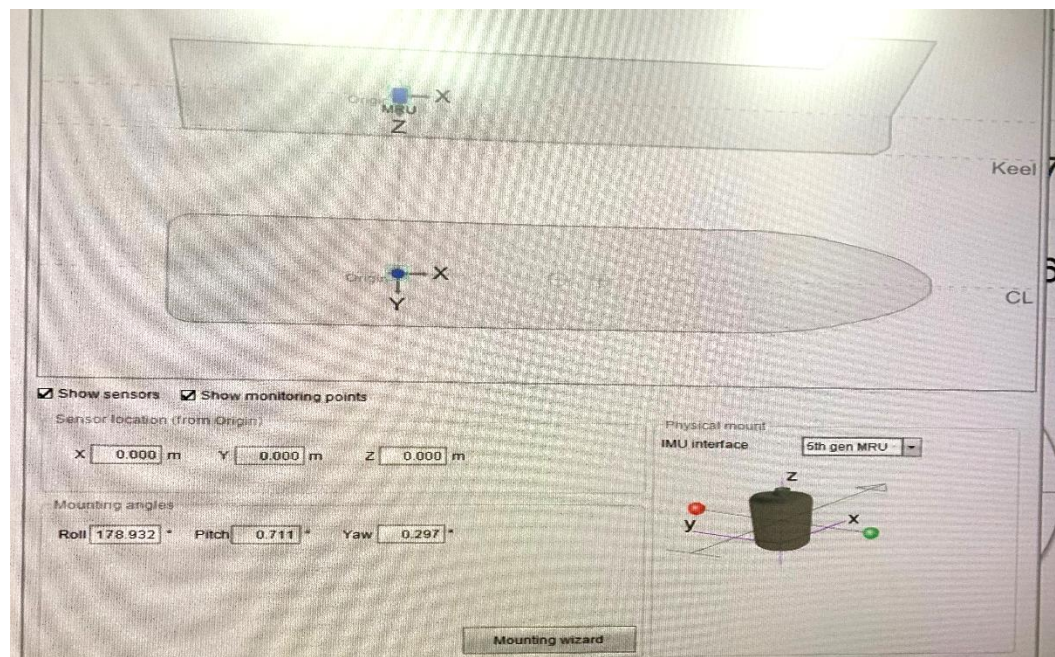 Origin X
MRU
Z
Keel
Origin X
Y
CL
Show sensors Show monitoring points
Sensor location (from Origin)
X 0.000 m Y 0.000 m Z 0.000 m
Mounting angles
Roll 178.932 ° Pitch 0.711 ° Yaw 0.297 °
Mounting wizard
Physical mount
IMU interface 5th gen MRU
z
y x